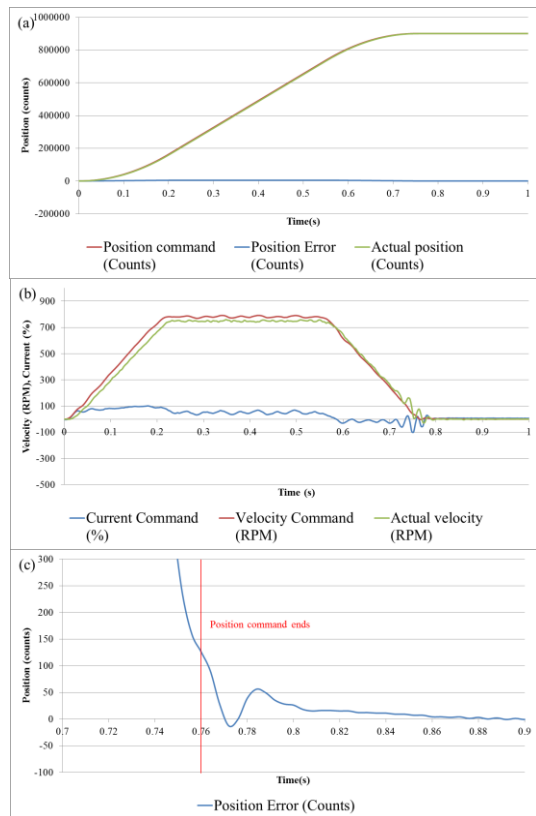 (a)
1000000
800000
600000
400000
200000
0
-200000
Position (counts)
0 0.1 0.2 0.3 0.4 0.5 0.6 0.7 0.8 0.9 1
Time(s)
Position command (Counts)
Position Error (Counts)
Actual position (Counts)
(b)
900
700
500
300
100
-100
-300
-500
Velocity (RPM), Current (%)
0 0.1 0.2 0.3 0.4 0.5 0.6 0.7 0.8 0.9 1
Time (s)
Current Command (%)
Velocity Command (RPM)
Actual velocity (RPM)
(c)
300
250
200
150
100
50
0
-50
-100
Position (counts)
Position command ends
0.7 0.72 0.74 0.76 0.78 0.8 0.82 0.84 0.86 0.88 0.9
Time(s)
Position Error (Counts)